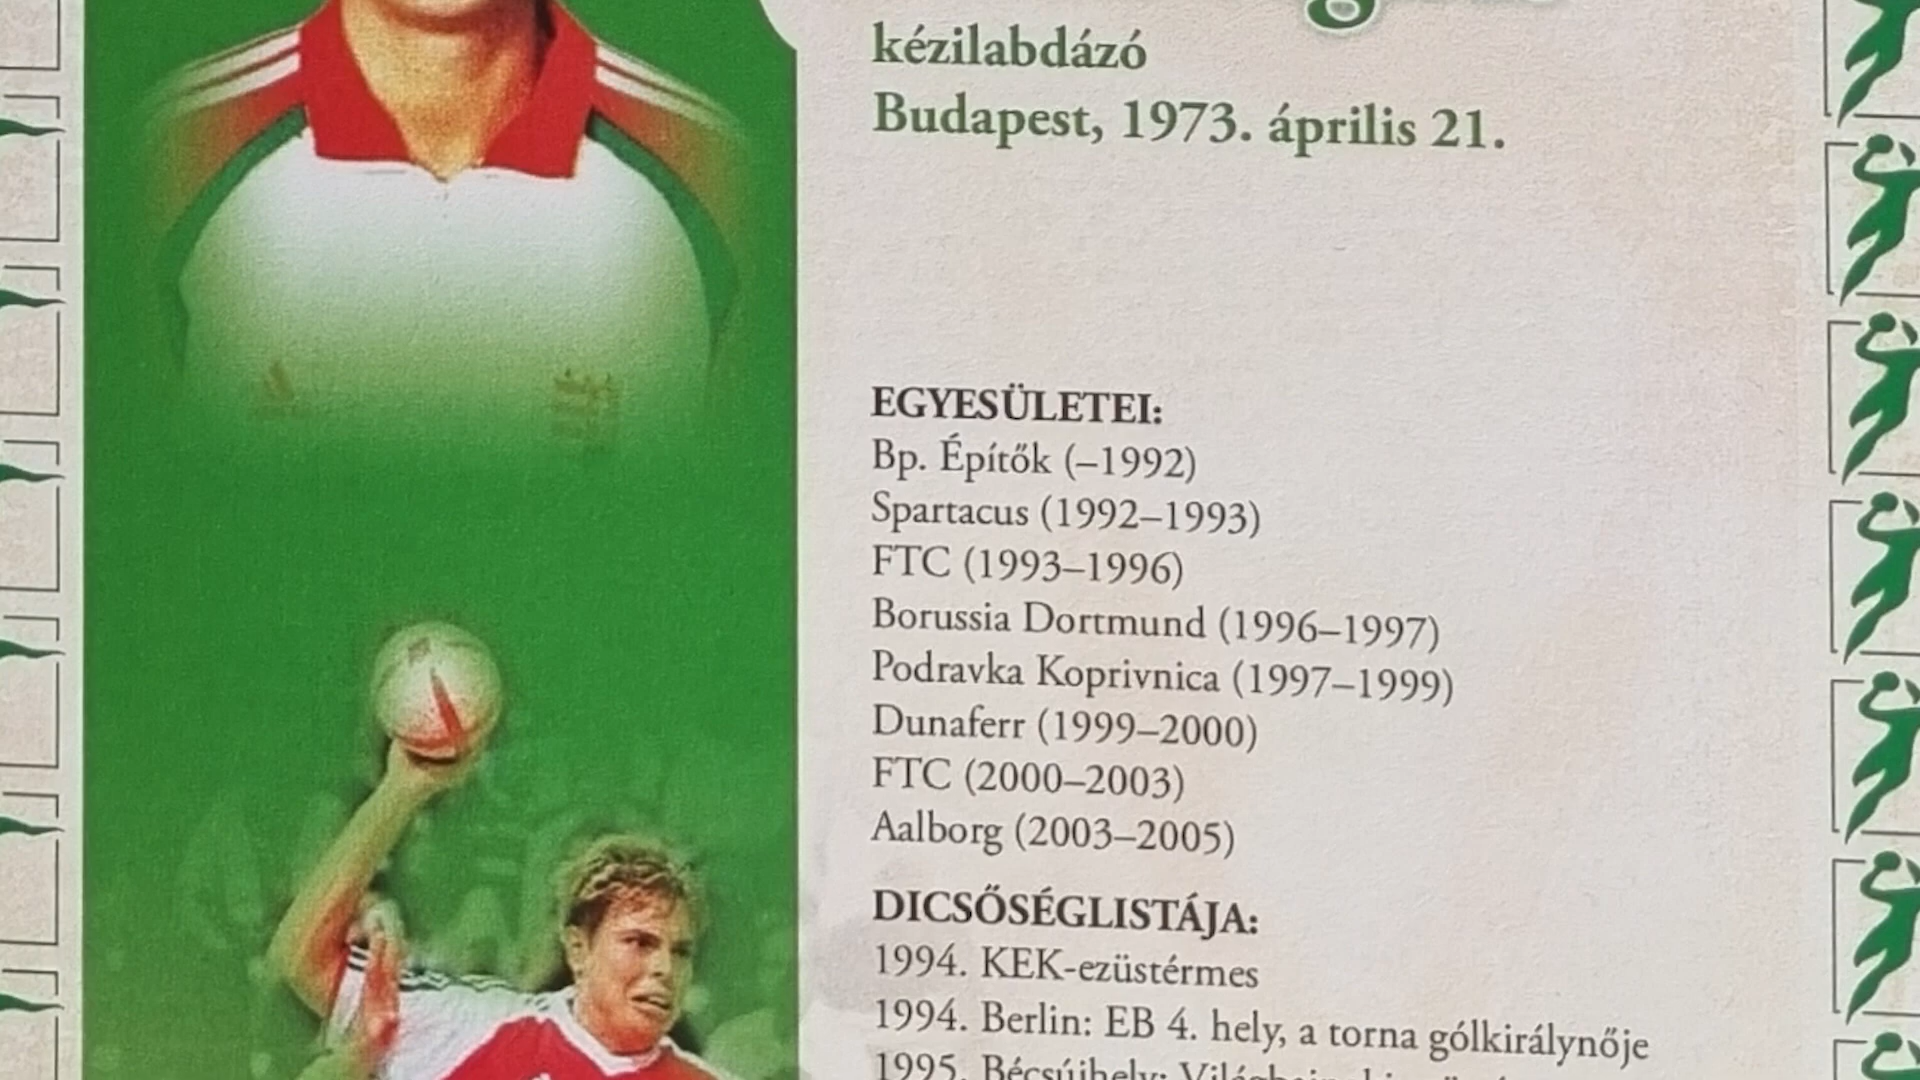 kézilabdázó
Budapest, 1973. április 21.
EGYESÜLETEI:
Bp. Építők (–1992)
Spartacus (1992–1993)
FTC (1993–1996)
Borussia Dortmund (1996–1997)
Podravka Koprivnica (1997–1999)
Dunaferr (1999–2000)
FTC (2000–2003)
Aalborg (2003–2005)
DICSŐSÉGLISTÁJA:
1994. KEK-ezüstérmes
1994. Berlin: EB 4. hely, a torna gólkirálynője
1995. Bécsújhely: